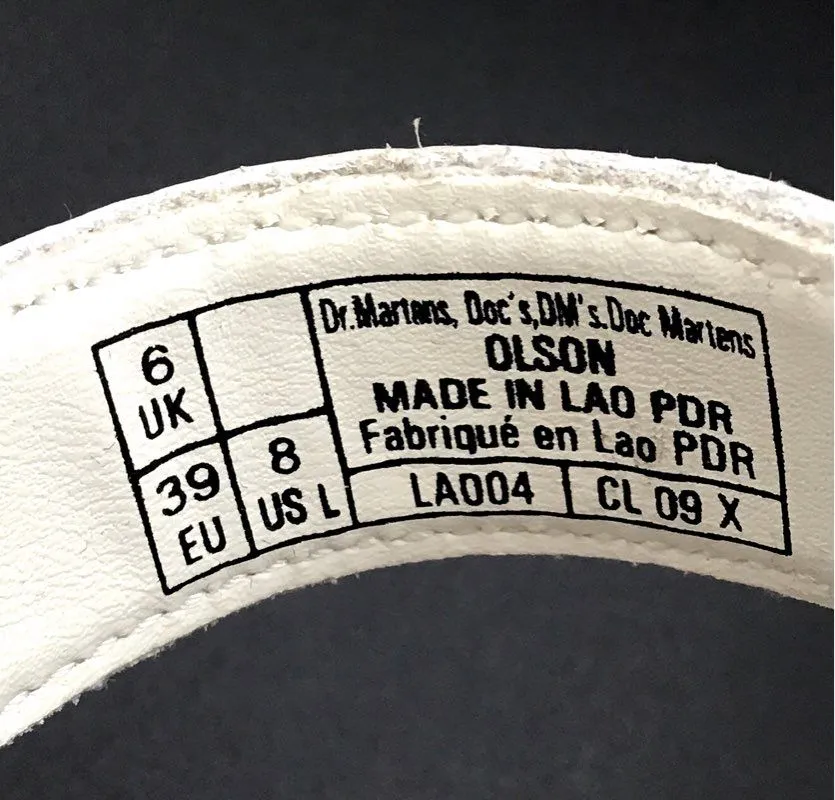 6
UK
39
EU
8
US L
Dr.Martens, Doc's,DM's.Doc Martens
OLSON
MADE IN LAO PDR
Fabriqué en Lao PDR
LA004
CL 09 X